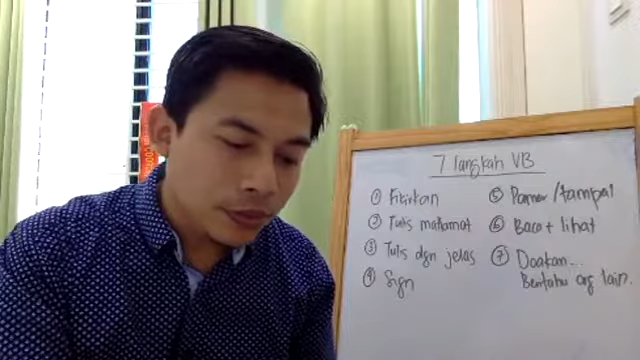 7 langkah VB
① Fikirkan
② Tulis matlamat
③ Tulis dgn jelas
④ Sign
⑤ Pamer/tampal
⑥ Baca + lihat
⑦ Doakan...
Beritahu org lain.